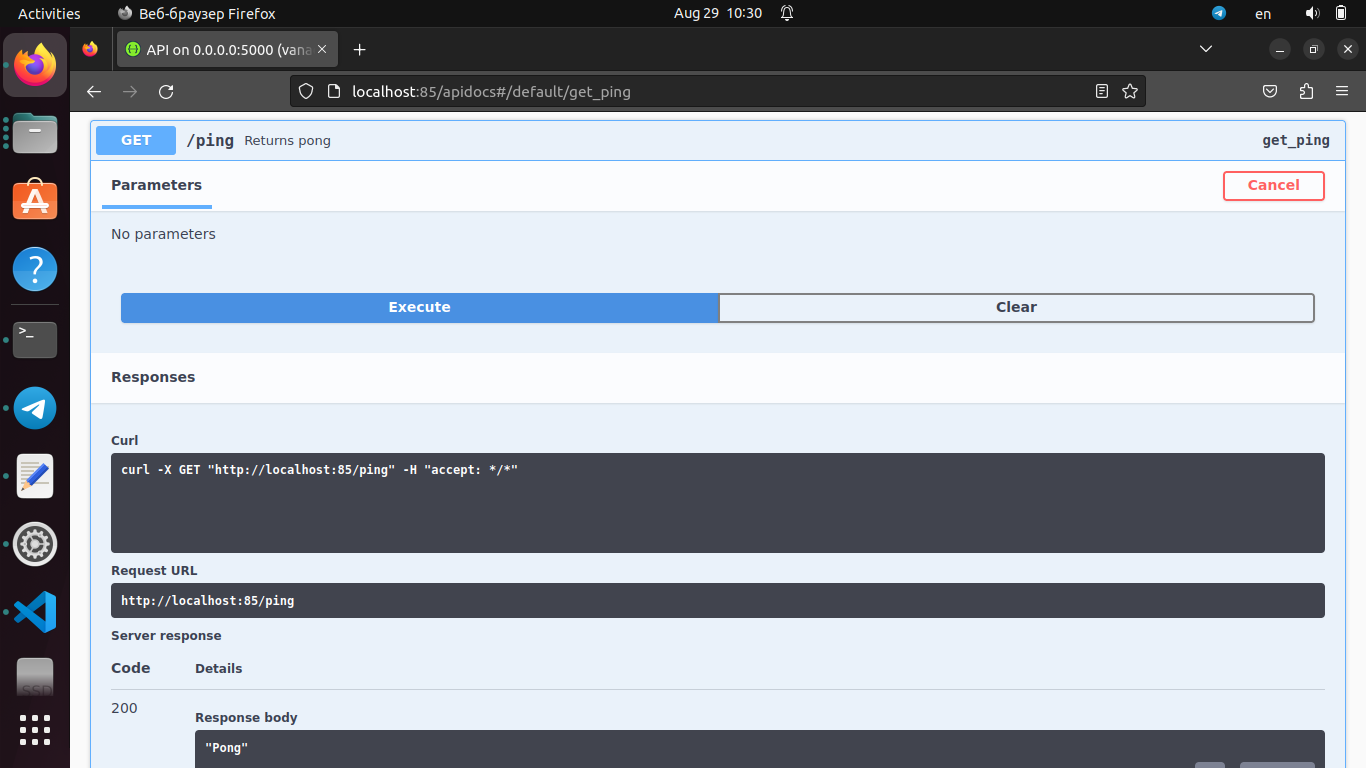 Activities Веб-браузер Firefox Aug 29 10:30 en
API on 0.0.0.0:5000 (vana
localhost:85/apidocs#/default/get_ping
GET /ping Returns pong get_ping
Parameters Cancel
No parameters
Execute Clear
Responses
Curl
curl -X GET "http://localhost:85/ping" -H "accept: */*"
Request URL
http://localhost:85/ping
Server response
Code Details
200
Response body
"Pong"
SSD